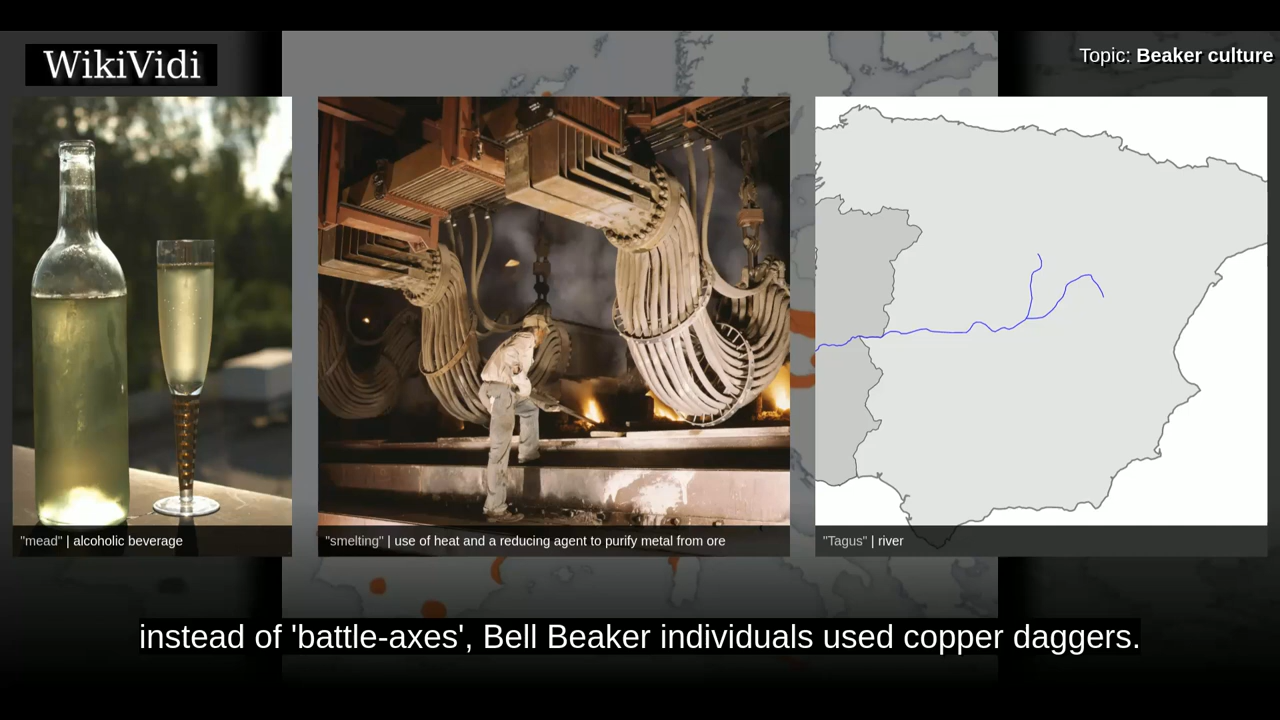 WikiVidi
Topic: Beaker culture
"mead" | alcoholic beverage
"smelting" | use of heat and a reducing agent to purify metal from ore
"Tagus" | river
instead of 'battle-axes', Bell Beaker individuals used copper daggers.